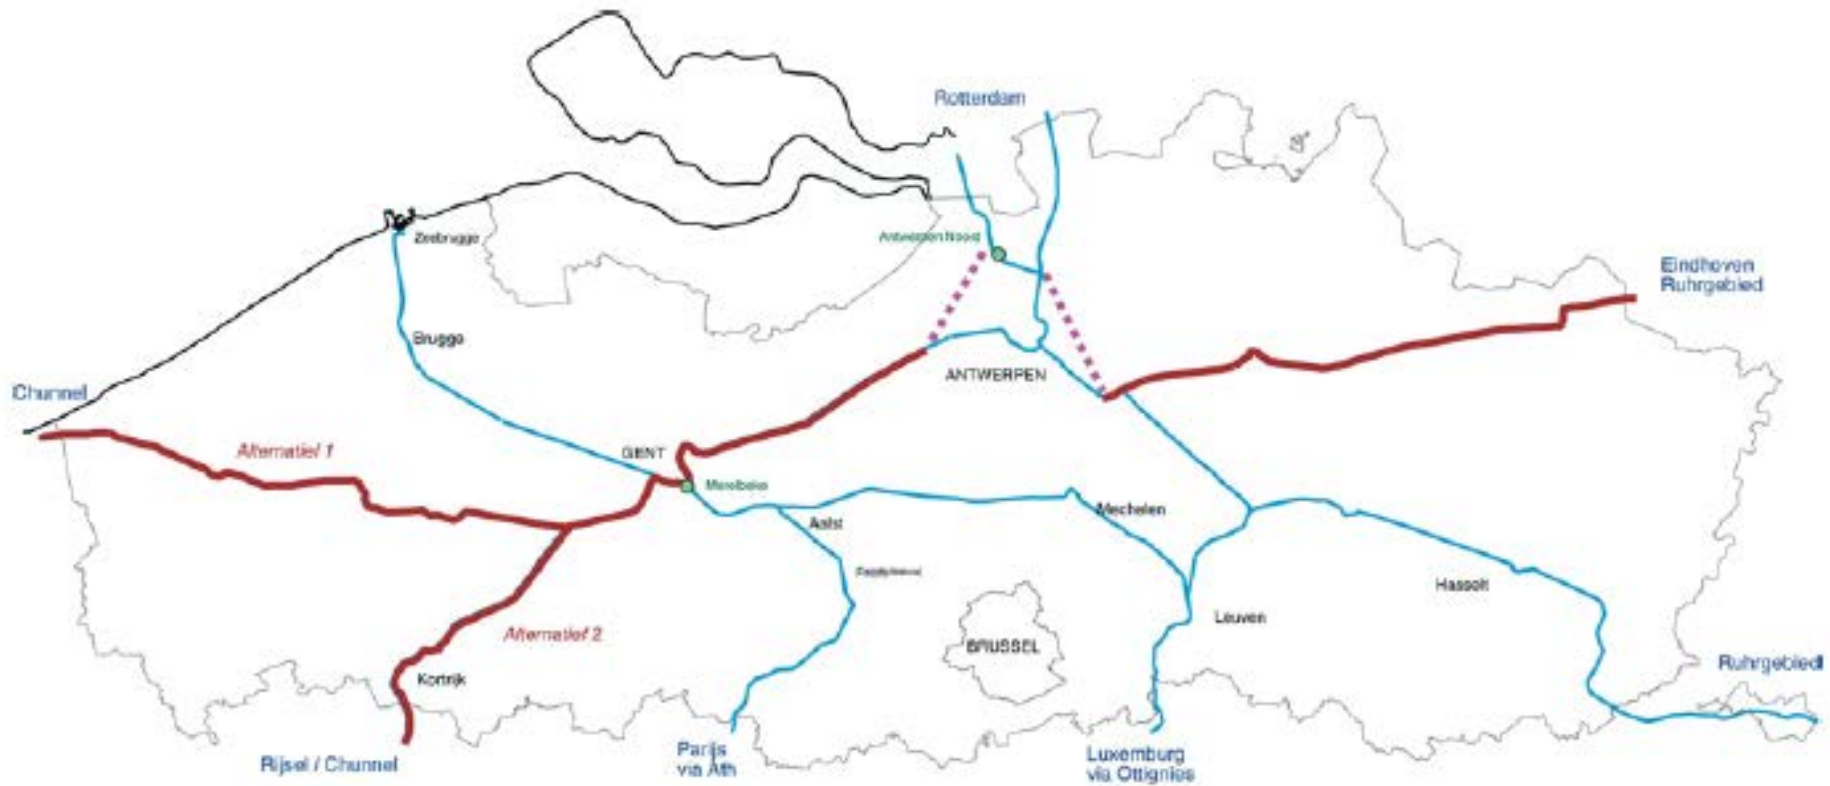 Rotterdam
Zeebrugge
Antwerpen Noord
Eindhoven
Ruhrgebied
Brugge
ANTWERPEN
Chunnel
Alternatief 1
GENT
Merelbeke
Aalst
Mechelen
Hasselt
Leuven
Alternatief 2
BRUSSEL
Kortrijk
Ruhrgebied
Rijsel / Chunnel
Parijs
via Ath
Luxemburg
via Ottignies